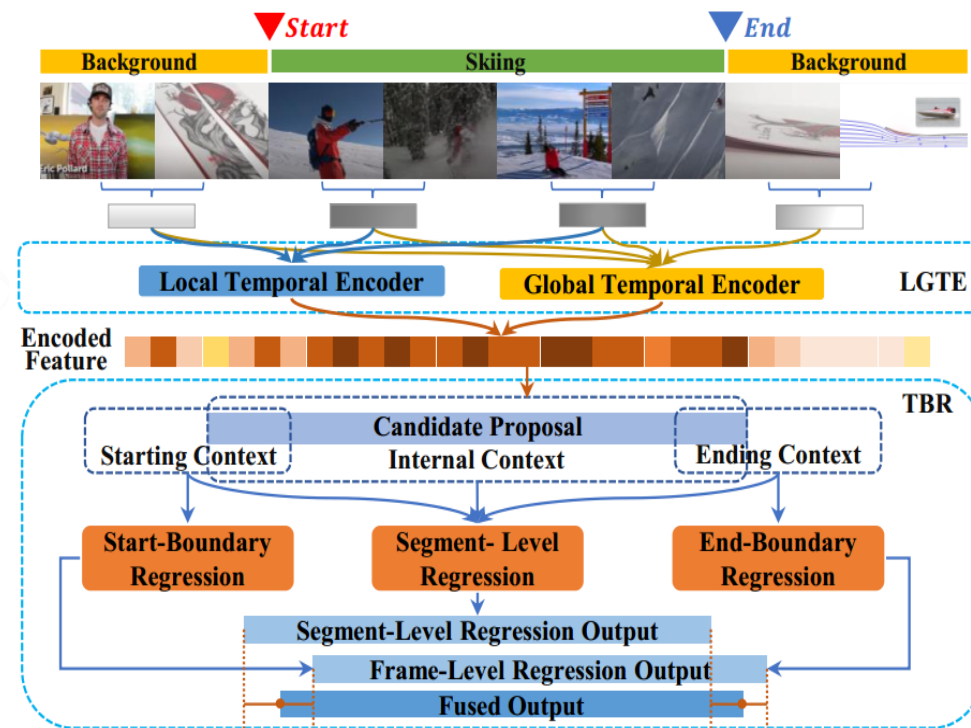 Start
End
Background
Skiing
Background
Eric Pollard
Local Temporal Encoder
Global Temporal Encoder
LGTE
Encoded
Feature
TBR
Candidate Proposal
Starting Context
Internal Context
Ending Context
Start-Boundary
Regression
Segment- Level
Regression
End-Boundary
Regression
Segment-Level Regression Output
Frame-Level Regression Output
Fused Output